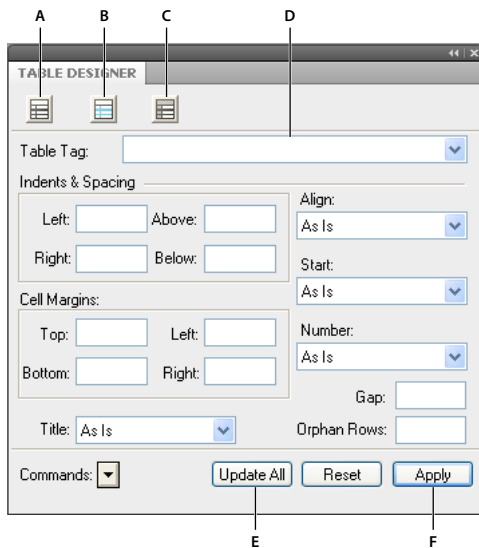 A B C D
TABLE DESIGNER
Table Tag:
Indents & Spacing
Left: Above:
Right: Below:
Align:
As Is
Start:
As Is
Cell Margins:
Top: Left:
Bottom: Right:
Number:
As Is
Gap:
Title: As Is
Orphan Rows:
Commands: Update All Reset Apply
E F